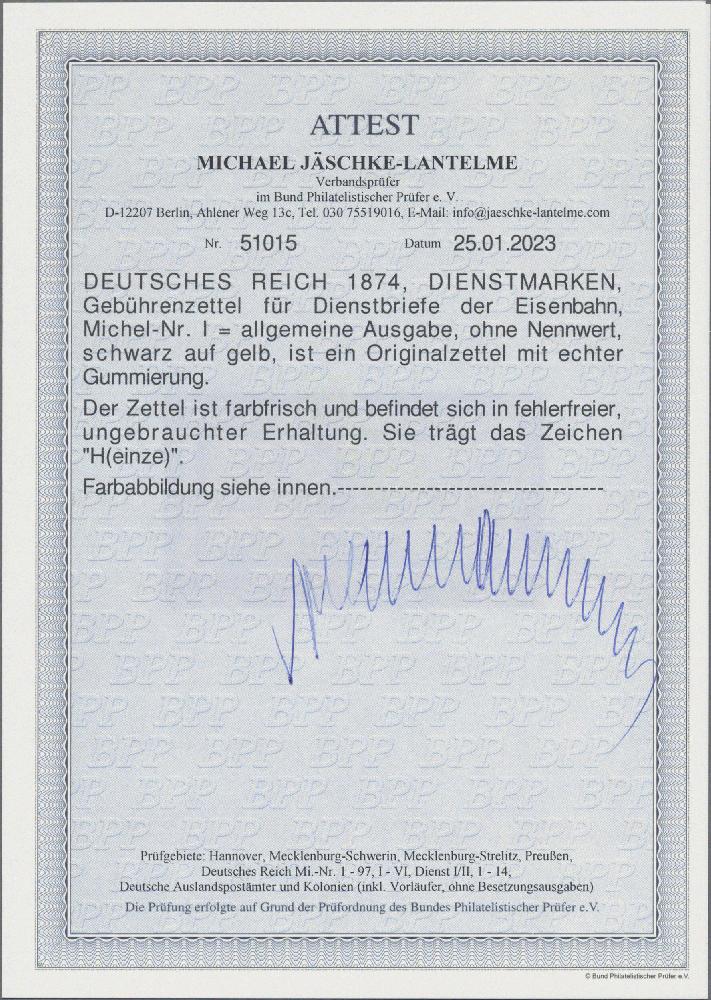 ATTEST
MICHAEL JÄSCHKE-LANTELME
Verbandsprüfer
im Bund Philatelistischer Prüfer e. V.
D-12207 Berlin, Ahlener Weg 13c, Tel. 030 75519016, E-Mail: info@jaeschke-lantelme.com
Nr. 51015 Datum 25.01.2023
DEUTSCHES REICH 1874, DIENSTMARKEN,
Gebührenzettel für Dienstbriefe der Eisenbahn,
Michel-Nr. I = allgemeine Ausgabe, ohne Nennwert,
schwarz auf gelb, ist ein Originalzettel mit echter
Gummierung.
Der Zettel ist farbfrisch und befindet sich in fehlerfreier,
ungebrauchter Erhaltung. Sie trägt das Zeichen
"H(einze)".
Farbabbildung siehe innen.-----------------------------------
Prüfgebiete: Hannover, Mecklenburg-Schwerin, Mecklenburg-Strelitz, Preußen,
Deutsches Reich Mi.-Nr. 1 - 97, I - VI, Dienst I/II, 1 - 14,
Deutsche Auslandspostämter und Kolonien (inkl. Vorläufer, ohne Besetzungsausgaben)
Die Prüfung erfolgte auf Grund der Prüfordnung des Bundes Philatelistischer Prüfer e.V.
© Bund Philatelistischer Prüfer e.V.